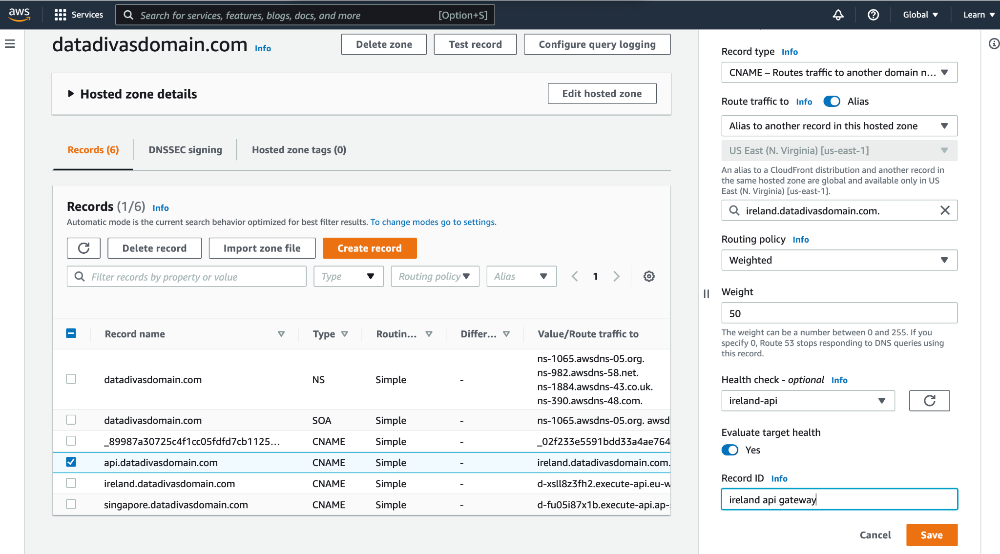 aws
Services
Search for services, features, blogs, docs, and more
[Option+S]
Global
Learn
datadivasdomain.com Info
Delete zone
Test record
Configure query logging
Hosted zone details
Edit hosted zone
Records (6)
DNSSEC signing
Hosted zone tags (0)
Records (1/6) Info
Automatic mode is the current search behavior optimized for best filter results. To change modes go to settings.
Delete record
Import zone file
Create record
Filter records by property or value
Type
Routing policy
Alias
1
Record name
Type
Routin...
Differ...
Value/Route traffic to
datadivasdomain.com
NS
Simple
-
ns-1065.awsdns-05.org.
ns-982.awsdns-58.net.
ns-1884.awsdns-43.co.uk.
ns-390.awsdns-48.com.
datadivasdomain.com
SOA
Simple
-
ns-1065.awsdns-05.org. awsd
_89987a30725c4f1cc05fdfd7cb1125...
CNAME
Simple
-
_02f233e5591bdd33a4ae764
api.datadivasdomain.com
CNAME
Simple
-
ireland.datadivasdomain.com.
ireland.datadivasdomain.com
CNAME
Simple
-
d-xsll8z3fh2.execute-api.eu-w
singapore.datadivasdomain.com
CNAME
Simple
-
d-fu05i87x1b.execute-api.ap-
Record type Info
CNAME – Routes traffic to another domain n...
Route traffic to Info
Alias
Alias to another record in this hosted zone
US East (N. Virginia) [us-east-1]
An alias to a CloudFront distribution and another record in
the same hosted zone are global and available only in US
East (N. Virginia) [us-east-1].
ireland.datadivasdomain.com.
Routing policy Info
Weighted
Weight
50
The weight can be a number between 0 and 255. If you
specify 0, Route 53 stops responding to DNS queries using
this record.
Health check - optional Info
ireland-api
Evaluate target health
Yes
Record ID Info
ireland api gateway
Cancel
Save